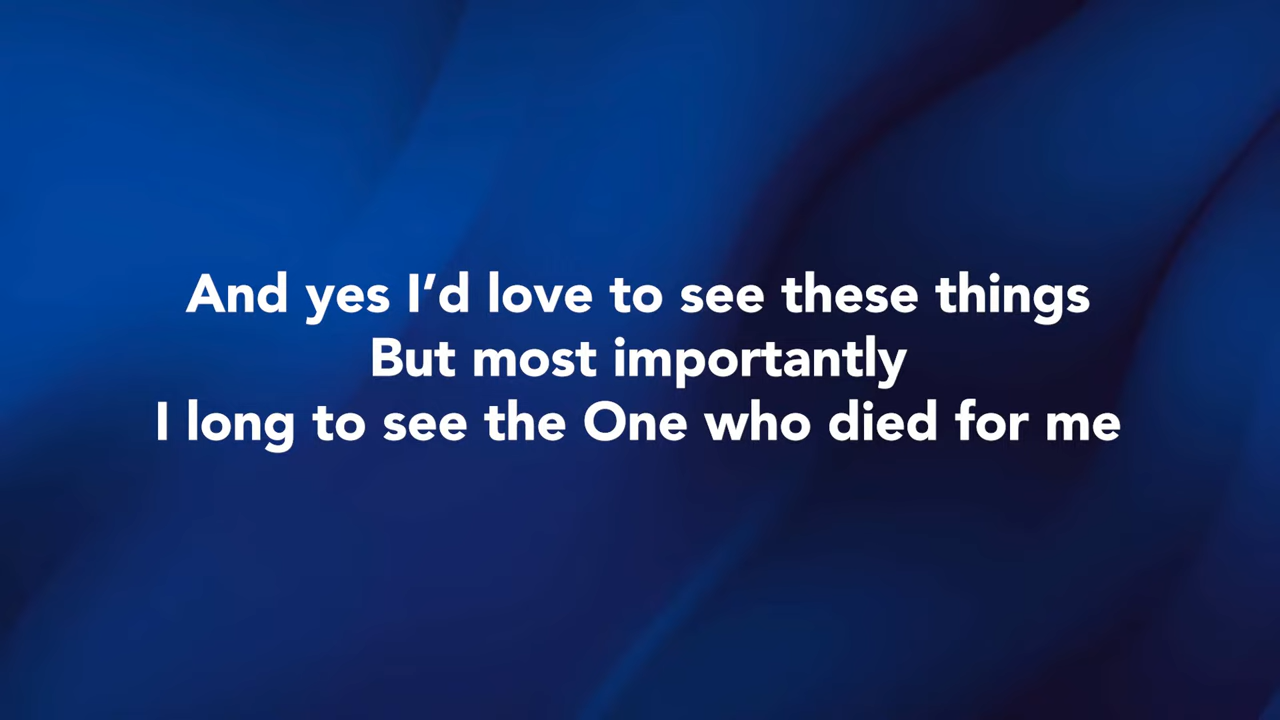 And yes I’d love to see these things
But most importantly
I long to see the One who died for me